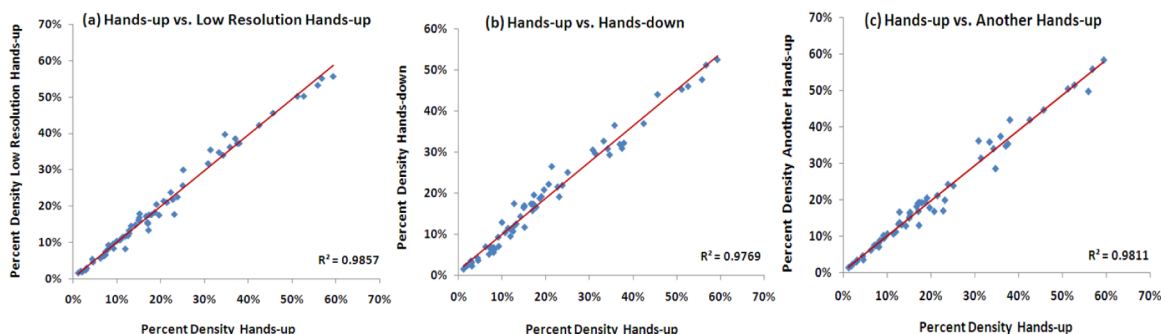 (a) Hands-up vs. Low Resolution Hands-up
Percent Density Low Resolution Hands-up
70%
60%
50%
40%
30%
20%
10%
0%
R² = 0.9857
0% 10% 20% 30% 40% 50% 60% 70%
Percent Density Hands-up
(b) Hands-up vs. Hands-down
Percent Density Hands-down
60%
50%
40%
30%
20%
10%
0%
R² = 0.9769
0% 10% 20% 30% 40% 50% 60% 70%
Percent Density Hands-up
(c) Hands-up vs. Another Hands-up
Percent Density Another Hands-up
70%
60%
50%
40%
30%
20%
10%
0%
R² = 0.9811
0% 10% 20% 30% 40% 50% 60% 70%
Percent Density Hands-up